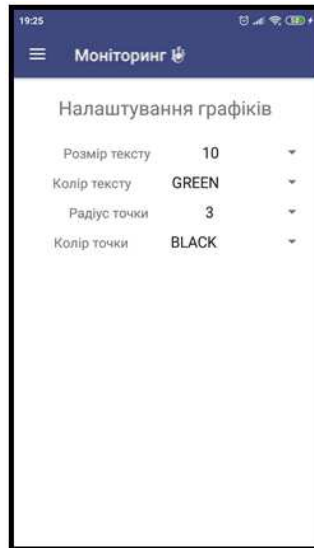 19:25
Моніторинг
Налаштування графіків
Розмір тексту 10
Колір тексту GREEN
Радіус точки 3
Колір точки BLACK